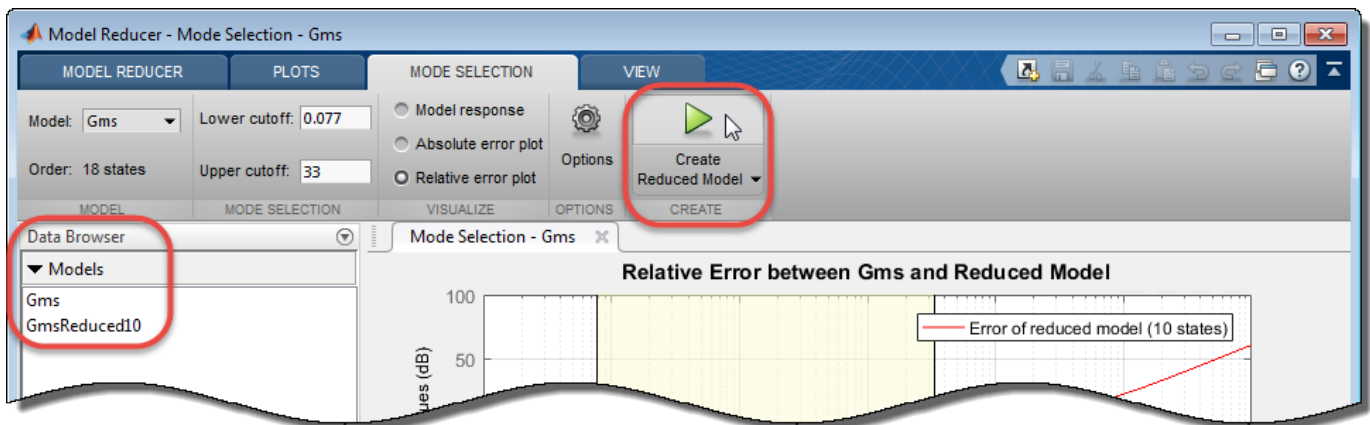 Model Reducer - Mode Selection - Gms
MODEL REDUCER
PLOTS
MODE SELECTION
VIEW
?
Model: Gms
Order: 18 states
MODEL
Lower cutoff: 0.077
Upper cutoff: 33
MODE SELECTION
Model response
Absolute error plot
Relative error plot
VISUALIZE
Options
OPTIONS
Create
Reduced Model
CREATE
Data Browser
Models
Gms
GmsReduced10
Mode Selection - Gms
Relative Error between Gms and Reduced Model
100
50
Error of reduced model (10 states)
(dB)